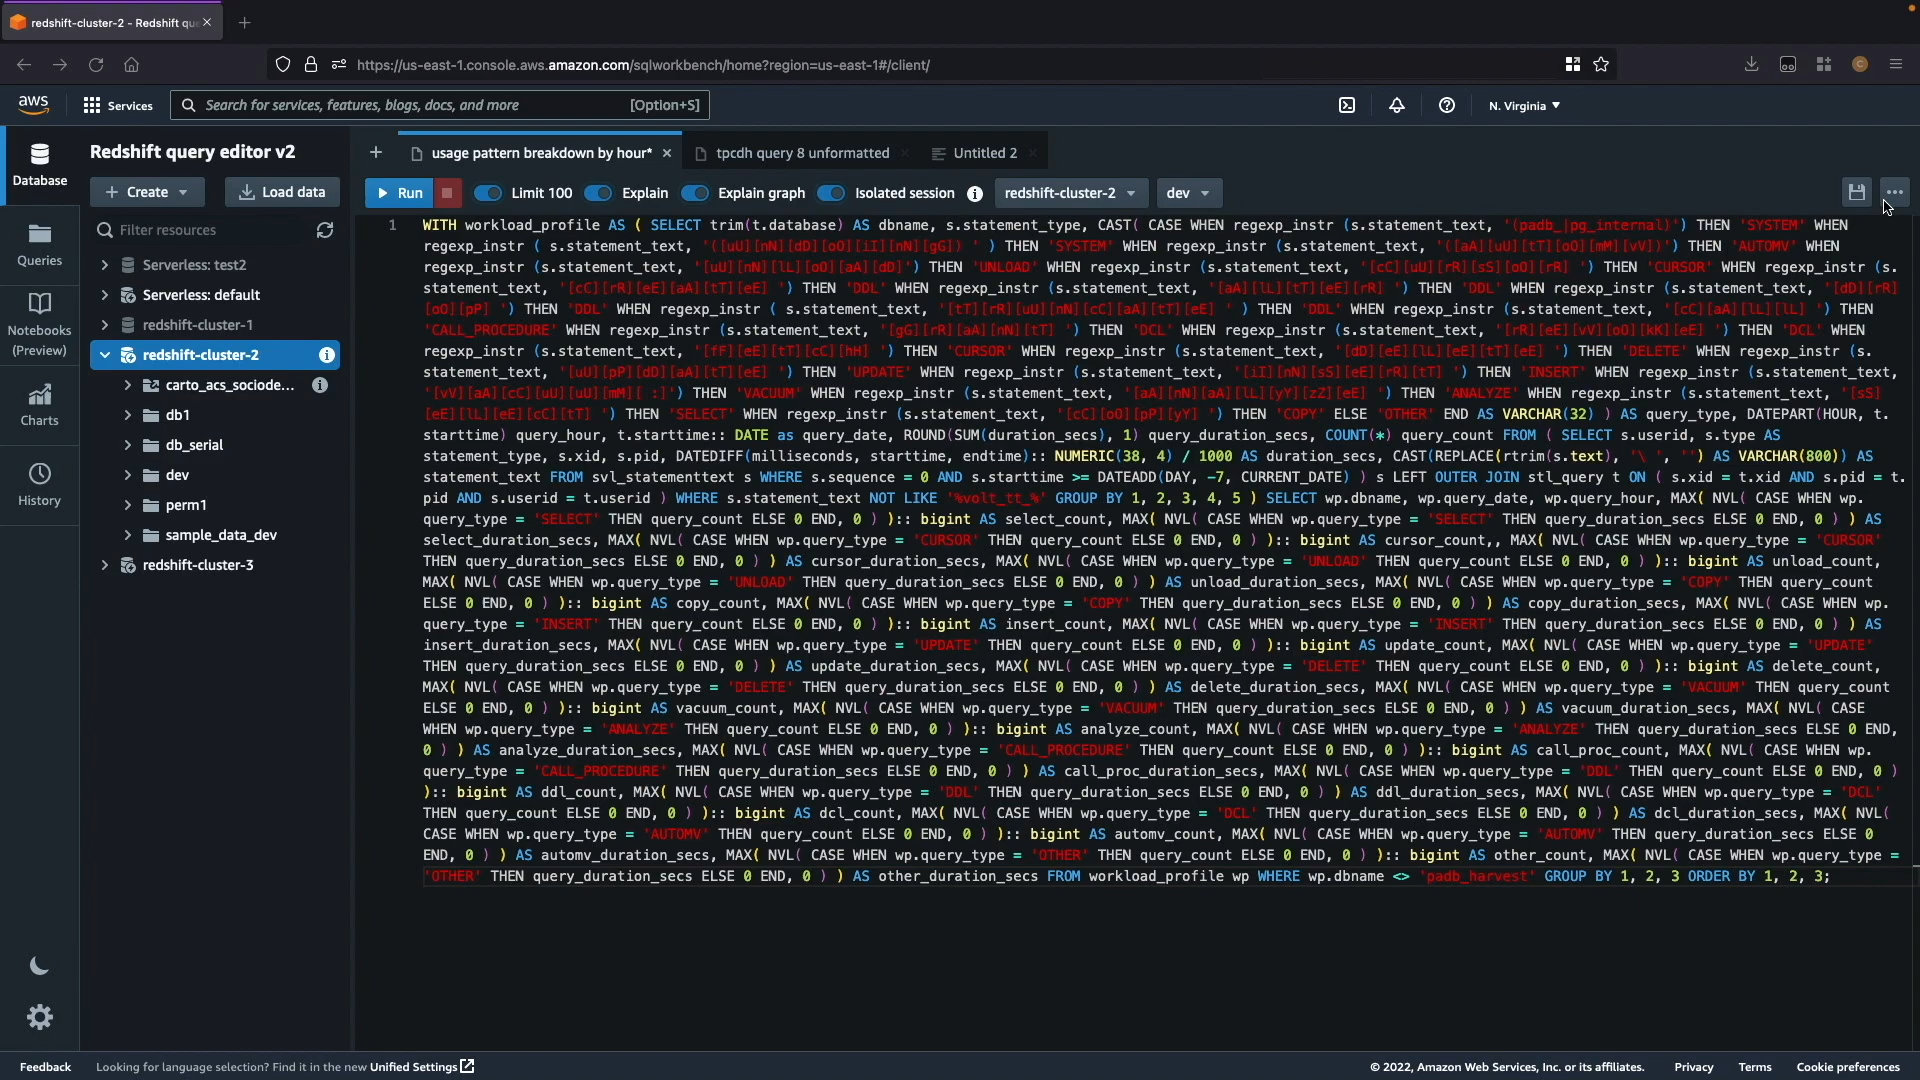 redshift-cluster-2 - Redshift qu
https://us-east-1.console.aws.amazon.com/sqlworkbench/home?region=us-east-1#/client/
C
aws
Services
Search for services, features, blogs, docs, and more
[Option+S]
N. Virginia
Database
Queries
Notebooks
(Preview)
Charts
History
Redshift query editor v2
Create
Load data
Filter resources
Serverless: test2
Serverless: default
redshift-cluster-1
redshift-cluster-2
carto_acs_sociode...
db1
db_serial
dev
perm1
sample_data_dev
redshift-cluster-3
usage pattern breakdown by hour*
tpcdh query 8 unformatted
Untitled 2
Run
Limit 100
Explain
Explain graph
Isolated session
redshift-cluster-2
dev
1
WITH workload_profile AS ( SELECT trim(t.database) AS dbname, s.statement_type, CAST( CASE WHEN regexp_instr (s.statement_text, '(padb_|pg_internal)') THEN 'SYSTEM' WHEN
regexp_instr ( s.statement_text, '([uU][nN][dD][oO][iI][nN][gG]) ' ) THEN 'SYSTEM' WHEN regexp_instr (s.statement_text, '([aA][uU][tT][oO][mM][vV])') THEN 'AUTOMV' WHEN
regexp_instr (s.statement_text, '[uU][nN][lL][oO][aA][dD]') THEN 'UNLOAD' WHEN regexp_instr (s.statement_text, '[cC][uU][rR][sS][oO][rR] ') THEN 'CURSOR' WHEN regexp_instr (s.
statement_text, '[cC][rR][eE][aA][tT][eE] ') THEN 'DDL' WHEN regexp_instr (s.statement_text, '[aA][lL][tT][eE][rR] ') THEN 'DDL' WHEN regexp_instr (s.statement_text, '[dD][rR]
[oO][pP] ') THEN 'DDL' WHEN regexp_instr ( s.statement_text, '[tT][rR][uU][nN][cC][aA][tT][eE] ' ) THEN 'DDL' WHEN regexp_instr (s.statement_text, '[cC][aA][lL][lL] ') THEN
'CALL_PROCEDURE' WHEN regexp_instr (s.statement_text, '[gG][rR][aA][nN][tT] ') THEN 'DCL' WHEN regexp_instr (s.statement_text, '[rR][eE][vV][oO][kK][eE] ') THEN 'DCL' WHEN
regexp_instr (s.statement_text, '[fF][eE][tT][cC][hH] ') THEN 'CURSOR' WHEN regexp_instr (s.statement_text, '[dD][eE][lL][eE][tT][eE] ') THEN 'DELETE' WHEN regexp_instr (s.
statement_text, '[uU][pP][dD][aA][tT][eE] ') THEN 'UPDATE' WHEN regexp_instr (s.statement_text, '[iI][nN][sS][eE][rR][tT] ') THEN 'INSERT' WHEN regexp_instr (s.statement_text,
'[vV][aA][cC][uU][uU][mM][ :]') THEN 'VACUUM' WHEN regexp_instr (s.statement_text, '[aA][nN][aA][lL][yY][zZ][eE] ') THEN 'ANALYZE' WHEN regexp_instr (s.statement_text, '[sS]
[eE][lL][eE][cC][tT] ') THEN 'SELECT' WHEN regexp_instr (s.statement_text, '[cC][oO][pP][yY] ') THEN 'COPY' ELSE 'OTHER' END AS VARCHAR(32) ) AS query_type, DATEPART(HOUR, t.
starttime) query_hour, t.starttime:: DATE as query_date, ROUND(SUM(duration_secs), 1) query_duration_secs, COUNT(*) query_count FROM ( SELECT s.userid, s.type AS
statement_type, s.xid, s.pid, DATEDIFF(milliseconds, starttime, endtime):: NUMERIC(38, 4) / 1000 AS duration_secs, CAST(REPLACE(rtrim(s.text), '\ ', '') AS VARCHAR(800)) AS
statement_text FROM svl_statementtext s WHERE s.sequence = 0 AND s.starttime >= DATEADD(DAY, -7, CURRENT_DATE) ) s LEFT OUTER JOIN stl_query t ON ( s.xid = t.xid AND s.pid = t.
pid AND s.userid = t.userid ) WHERE s.statement_text NOT LIKE '%volt_tt_%' GROUP BY 1, 2, 3, 4, 5 ) SELECT wp.dbname, wp.query_date, wp.query_hour, MAX( NVL( CASE WHEN wp.
query_type = 'SELECT' THEN query_count ELSE 0 END, 0 ) ):: bigint AS select_count, MAX( NVL( CASE WHEN wp.query_type = 'SELECT' THEN query_duration_secs ELSE 0 END, 0 ) ) AS
select_duration_secs, MAX( NVL( CASE WHEN wp.query_type = 'CURSOR' THEN query_count ELSE 0 END, 0 ) ):: bigint AS cursor_count,, MAX( NVL( CASE WHEN wp.query_type = 'CURSOR'
THEN query_duration_secs ELSE 0 END, 0 ) ) AS cursor_duration_secs, MAX( NVL( CASE WHEN wp.query_type = 'UNLOAD' THEN query_count ELSE 0 END, 0 ) ):: bigint AS unload_count,
MAX( NVL( CASE WHEN wp.query_type = 'UNLOAD' THEN query_duration_secs ELSE 0 END, 0 ) ) AS unload_duration_secs, MAX( NVL( CASE WHEN wp.query_type = 'COPY' THEN query_count
ELSE 0 END, 0 ) ):: bigint AS copy_count, MAX( NVL( CASE WHEN wp.query_type = 'COPY' THEN query_duration_secs ELSE 0 END, 0 ) ) AS copy_duration_secs, MAX( NVL( CASE WHEN wp.
query_type = 'INSERT' THEN query_count ELSE 0 END, 0 ) ):: bigint AS insert_count, MAX( NVL( CASE WHEN wp.query_type = 'INSERT' THEN query_duration_secs ELSE 0 END, 0 ) ) AS
insert_duration_secs, MAX( NVL( CASE WHEN wp.query_type = 'UPDATE' THEN query_count ELSE 0 END, 0 ) ):: bigint AS update_count, MAX( NVL( CASE WHEN wp.query_type = 'UPDATE'
THEN query_duration_secs ELSE 0 END, 0 ) ) AS update_duration_secs, MAX( NVL( CASE WHEN wp.query_type = 'DELETE' THEN query_count ELSE 0 END, 0 ) ):: bigint AS delete_count,
MAX( NVL( CASE WHEN wp.query_type = 'DELETE' THEN query_duration_secs ELSE 0 END, 0 ) ) AS delete_duration_secs, MAX( NVL( CASE WHEN wp.query_type = 'VACUUM' THEN query_count
ELSE 0 END, 0 ) ):: bigint AS vacuum_count, MAX( NVL( CASE WHEN wp.query_type = 'VACUUM' THEN query_duration_secs ELSE 0 END, 0 ) ) AS vacuum_duration_secs, MAX( NVL( CASE
WHEN wp.query_type = 'ANALYZE' THEN query_count ELSE 0 END, 0 ) ):: bigint AS analyze_count, MAX( NVL( CASE WHEN wp.query_type = 'ANALYZE' THEN query_duration_secs ELSE 0 END,
0 ) ) AS analyze_duration_secs, MAX( NVL( CASE WHEN wp.query_type = 'CALL_PROCEDURE' THEN query_count ELSE 0 END, 0 ) ):: bigint AS call_proc_count, MAX( NVL( CASE WHEN wp.
query_type = 'CALL_PROCEDURE' THEN query_duration_secs ELSE 0 END, 0 ) ) AS call_proc_duration_secs, MAX( NVL( CASE WHEN wp.query_type = 'DDL' THEN query_count ELSE 0 END, 0 )
):: bigint AS ddl_count, MAX( NVL( CASE WHEN wp.query_type = 'DDL' THEN query_duration_secs ELSE 0 END, 0 ) ) AS ddl_duration_secs, MAX( NVL( CASE WHEN wp.query_type = 'DCL'
THEN query_count ELSE 0 END, 0 ) ):: bigint AS dcl_count, MAX( NVL( CASE WHEN wp.query_type = 'DCL' THEN query_duration_secs ELSE 0 END, 0 ) ) AS dcl_duration_secs, MAX( NVL(
CASE WHEN wp.query_type = 'AUTOMV' THEN query_count ELSE 0 END, 0 ) ):: bigint AS automv_count, MAX( NVL( CASE WHEN wp.query_type = 'AUTOMV' THEN query_duration_secs ELSE 0
END, 0 ) ) AS automv_duration_secs, MAX( NVL( CASE WHEN wp.query_type = 'OTHER' THEN query_count ELSE 0 END, 0 ) ):: bigint AS other_count, MAX( NVL( CASE WHEN wp.query_type =
'OTHER' THEN query_duration_secs ELSE 0 END, 0 ) ) AS other_duration_secs FROM workload_profile wp WHERE wp.dbname <> 'padb_harvest' GROUP BY 1, 2, 3 ORDER BY 1, 2, 3;
Feedback
Looking for language selection? Find it in the new Unified Settings
© 2022, Amazon Web Services, Inc. or its affiliates.
Privacy
Terms
Cookie preferences